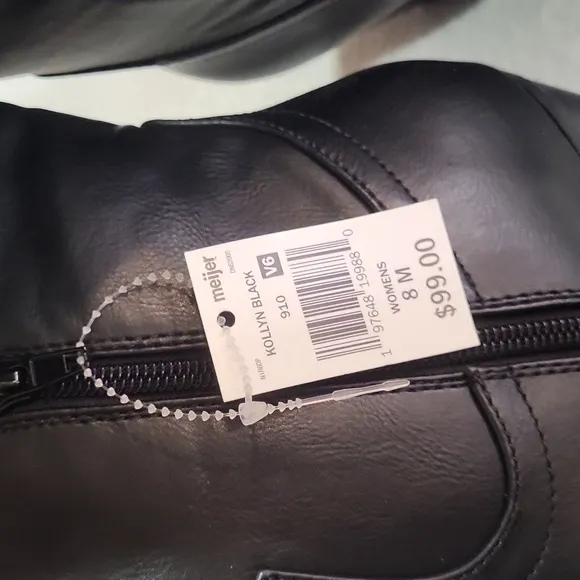 meijer
KOLLYN BLACK
910
V6
1 97648 19988 0
WOMENS
8 M
$99.00